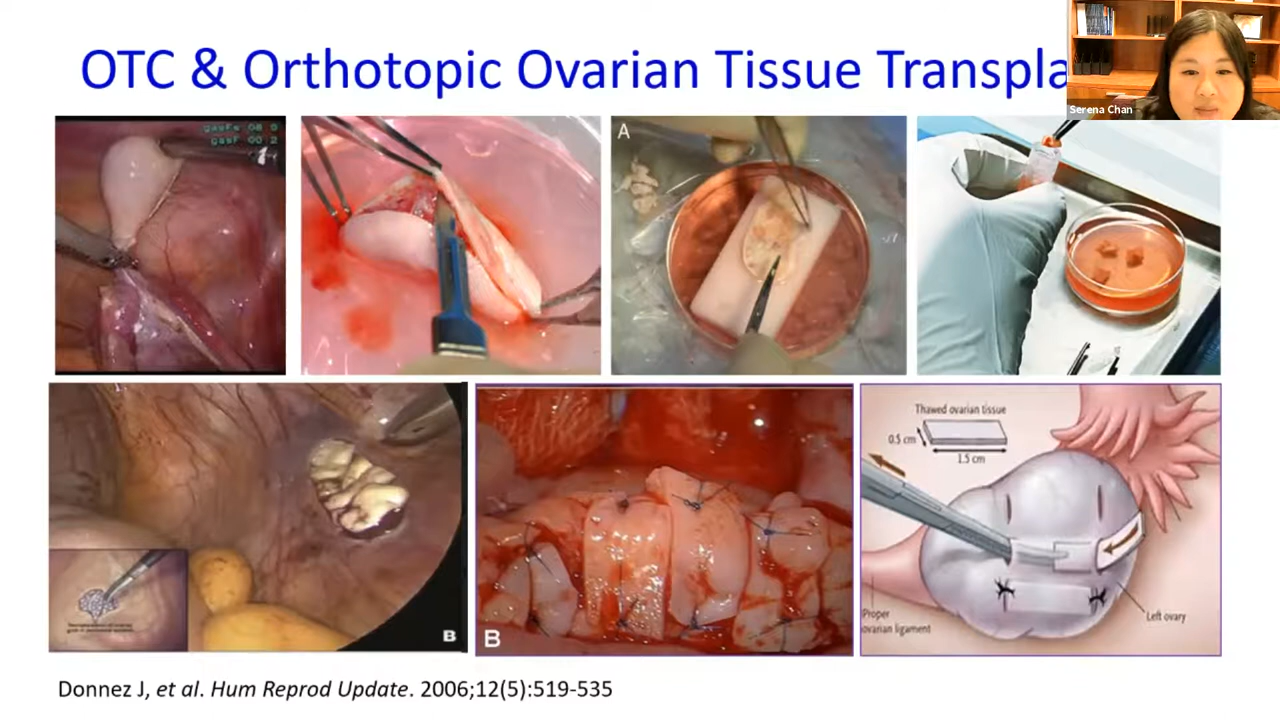 OTC & Orthotopic Ovarian Tissue Transpla
Serena Chan
A
Thawed ovarian tissue
0.5 cm
1.5 cm
Proper
ovarian ligament
Left ovary
B
B
Donnez J, et al. Hum Reprod Update. 2006;12(5):519-535